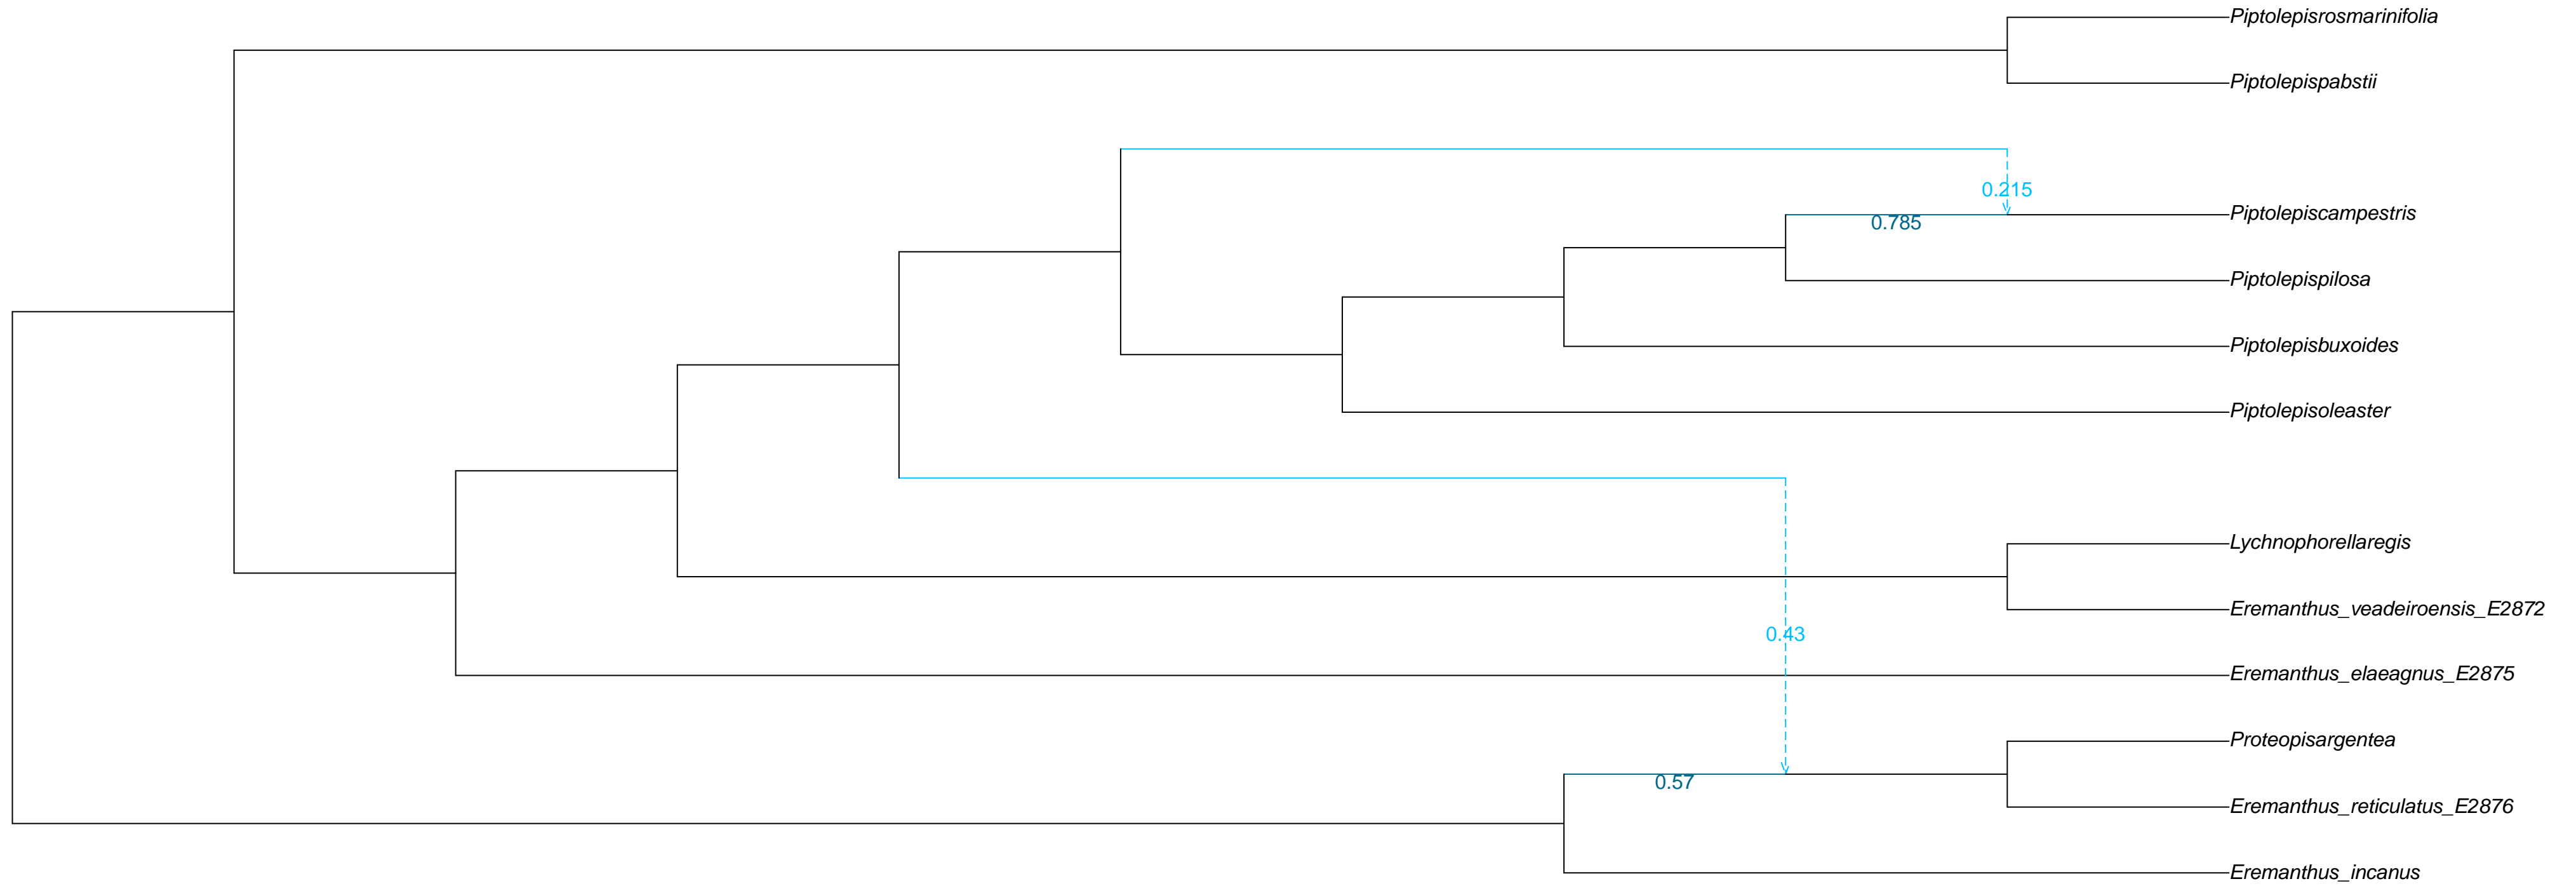 Piptolepisrosmarinifolia
Piptolepispabstii
0.215
Piptolepiscampestris
0.785
Piptolepispilosa
Piptolepisbuxoides
Piptolepisoleaster
Lychnophorellaregis
Eremanthus_veadeiroensis_E2872
0.43
Eremanthus_elaeagnus_E2875
Proteopisargentea
0.57
Eremanthus_reticulatus_E2876
Eremanthus_incanus